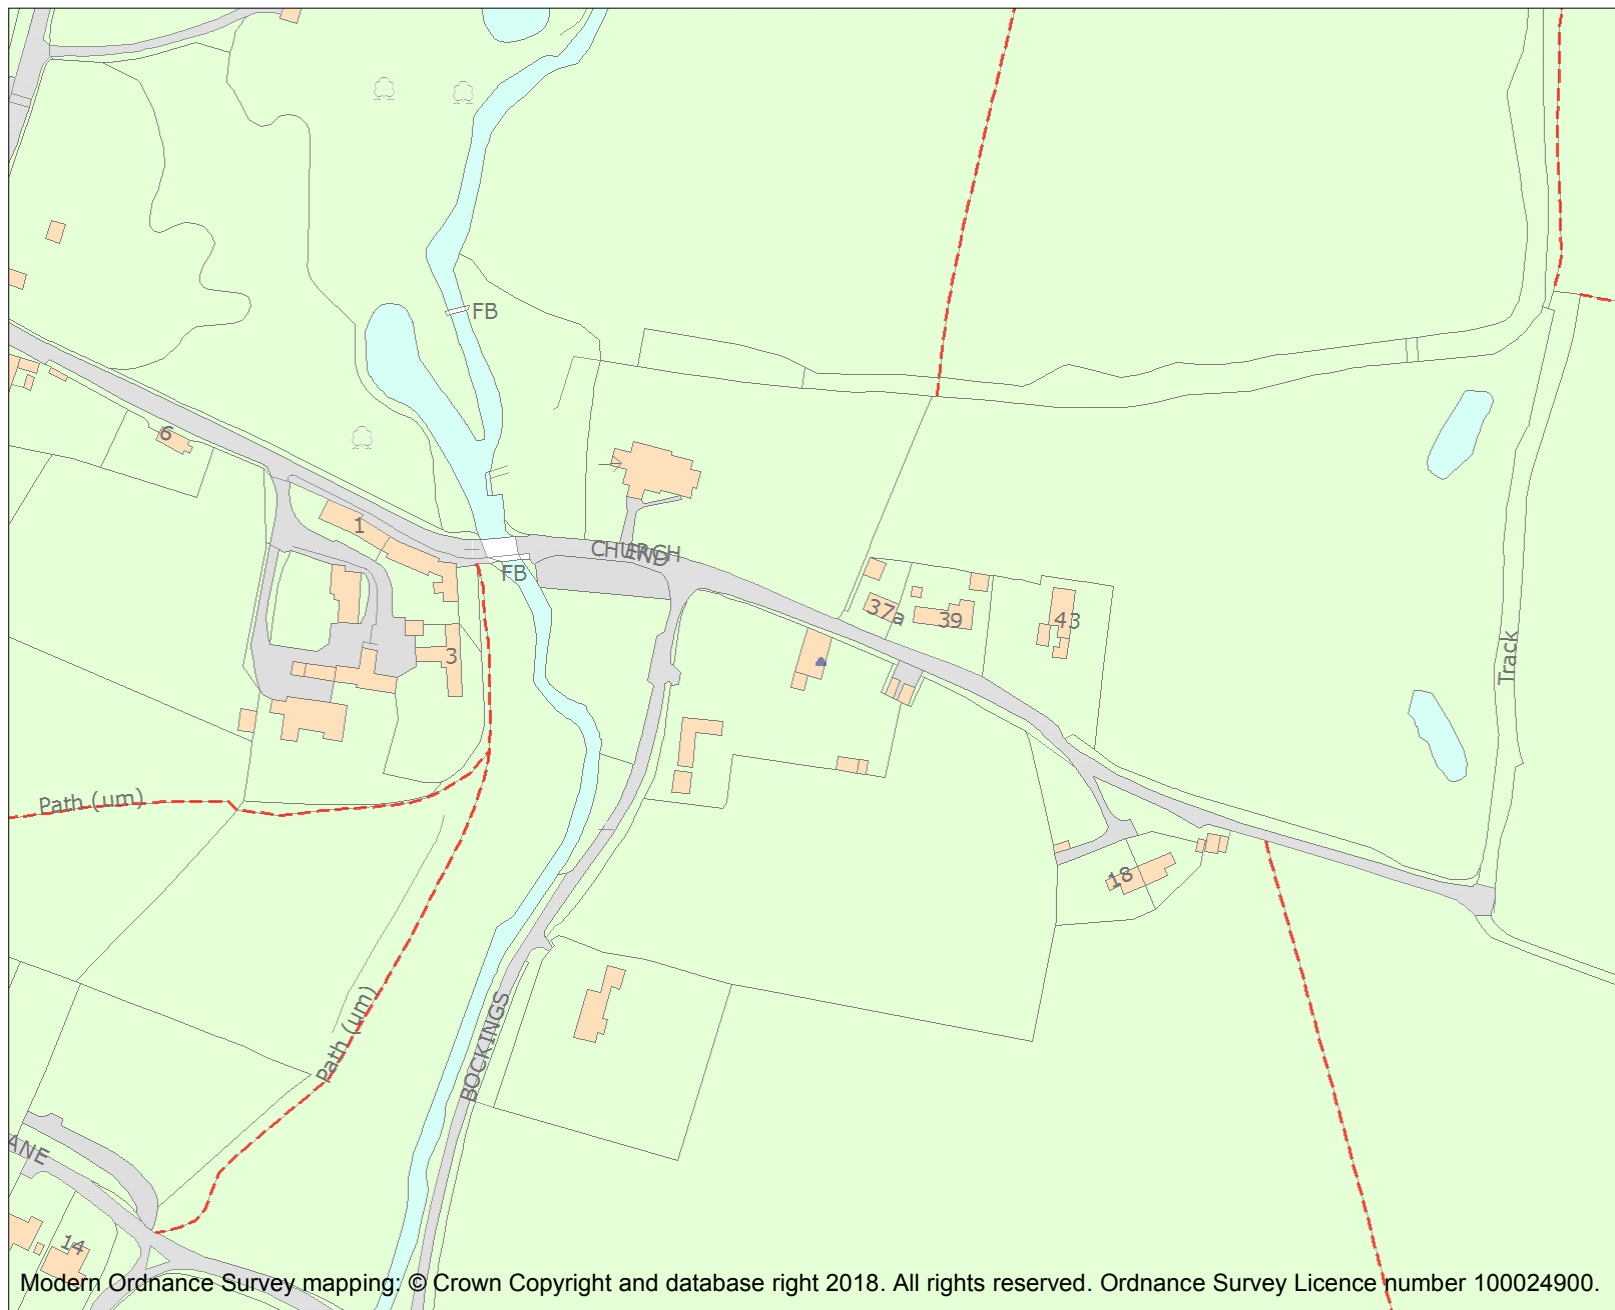 FB
6
1
CHURCH
END
FB
37a
39
43
3
Track
Path (um)
18
Path (um)
BOCKINGS
ANE
14
Modern Ordnance Survey mapping: © Crown Copyright and database right 2018. All rights reserved. Ordnance Survey Licence number 100024900.